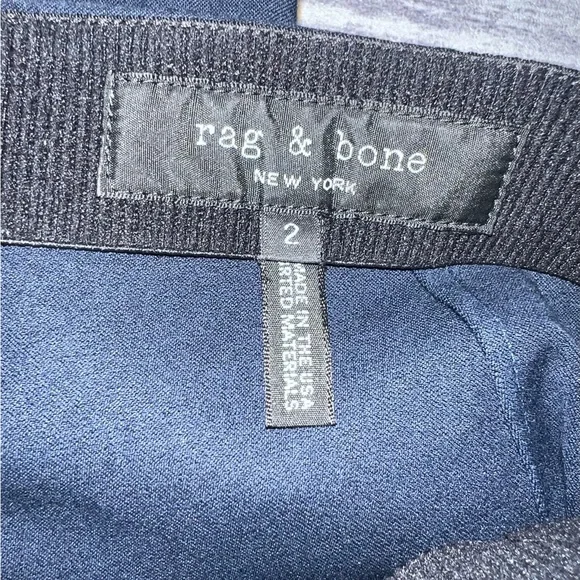 rag & bone
NEW YORK
2
MADE IN THE USA
RTED MATERIALS